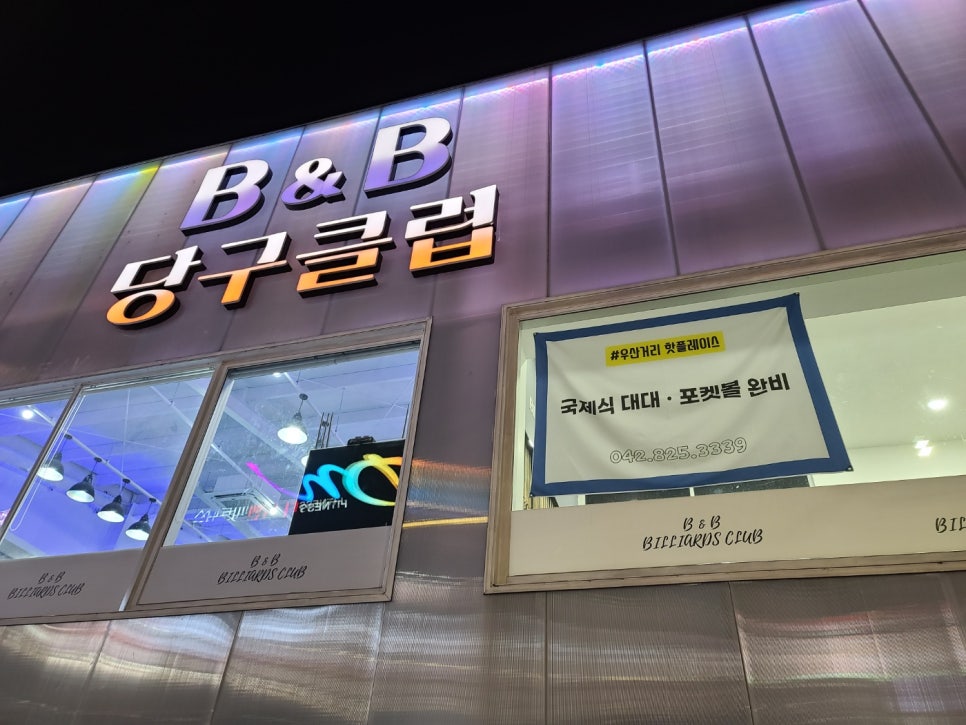 B&B
당구클럽
#우산거리 핫플레이스
국제식 대대 · 포켓볼 완비
042.825.3339
B & B
BILLIARDS CLUB
B & B
BILLIARDS CLUB
B & B
BILLIARDS CLUB
FITNESS